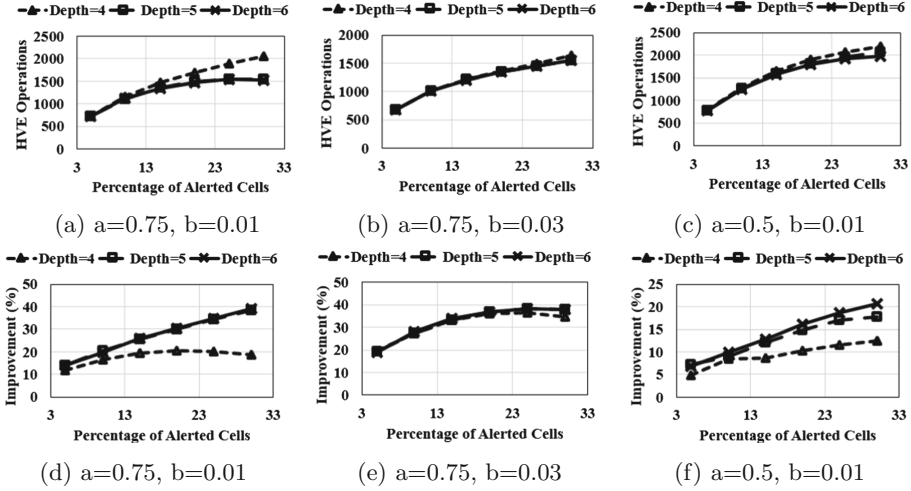 Depth=4 Depth=5 Depth=6
HVE Operations
2500
2000
1500
1000
500
0
3 13 23 33
Percentage of Alerted Cells
(a) a=0.75, b=0.01
Depth=4 Depth=5 Depth=6
HVE Operations
2000
1500
1000
500
0
3 13 23 33
Percentage of Alerted Cells
(b) a=0.75, b=0.03
Depth=4 Depth=5 Depth=6
HVE Operations
2500
2000
1500
1000
500
0
3 13 23 33
Percentage of Alerted Cells
(c) a=0.5, b=0.01
Depth=4 Depth=5 Depth=6
Improvement (%)
50
40
30
20
10
0
3 13 23 33
Percentage of Alerted Cells
(d) a=0.75, b=0.01
Depth=4 Depth=5 Depth=6
Improvement (%)
50
40
30
20
10
0
3 13 23 33
Percentage of Alerted Cells
(e) a=0.75, b=0.03
Depth=4 Depth=5 Depth=6
Improvement (%)
25
20
15
10
5
0
3 13 23 33
Percentage of Alerted Cells
(f) a=0.5, b=0.01